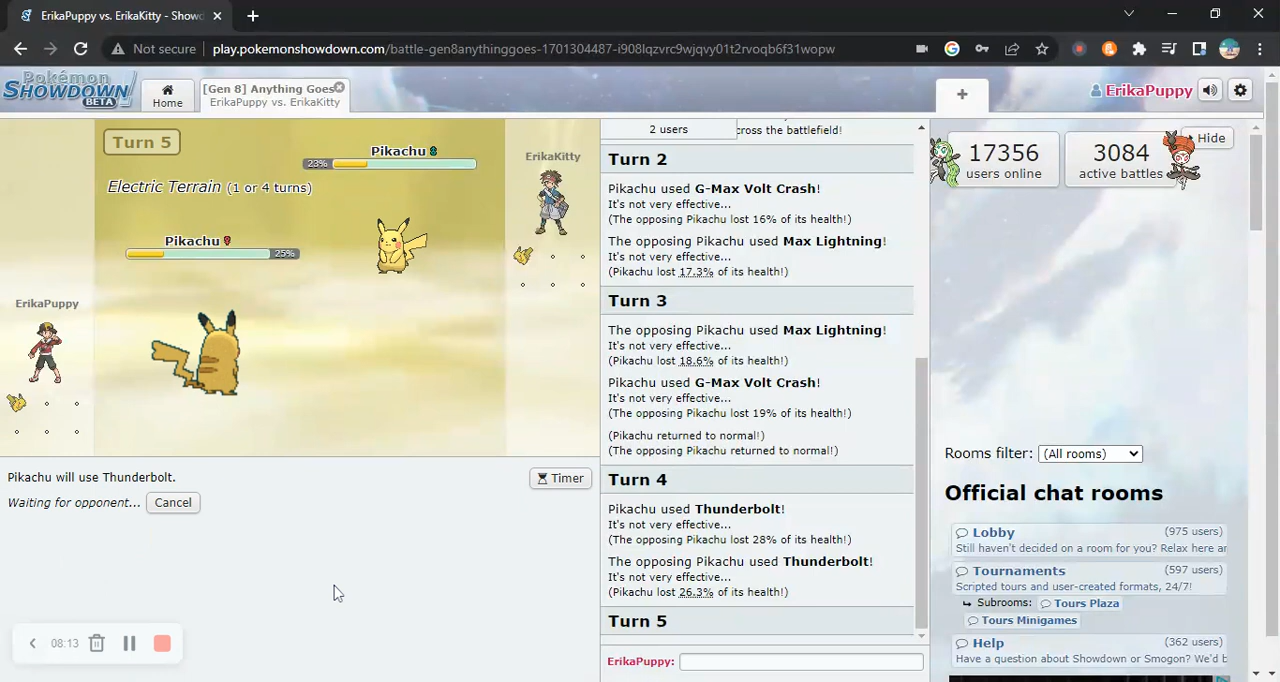 ErikaPuppy vs. ErikaKitty - Showd
Not secure
play.pokemonshowdown.com/battle-gen8anythinggoes-1701304487-i908lqzvrc9wjqvy01t2rvoqb6f31wopw
Pokémon
SHOWDOWN
BETA
Home
[Gen 8] Anything Goes
ErikaPuppy vs. ErikaKitty
ErikaPuppy
Turn 5
Pikachu
23%
Electric Terrain (1 or 4 turns)
ErikaKitty
Pikachu
25%
ErikaPuppy
Pikachu will use Thunderbolt.
Waiting for opponent...
Cancel
Timer
08:13
2 users
cross the battlefield!
Turn 2
Pikachu used G-Max Volt Crash!
It's not very effective...
(The opposing Pikachu lost 16% of its health!)
The opposing Pikachu used Max Lightning!
It's not very effective...
(Pikachu lost 17.3% of its health!)
Turn 3
The opposing Pikachu used Max Lightning!
It's not very effective...
(Pikachu lost 18.6% of its health!)
Pikachu used G-Max Volt Crash!
It's not very effective...
(The opposing Pikachu lost 19% of its health!)
(Pikachu returned to normal!)
(The opposing Pikachu returned to normal!)
Turn 4
Pikachu used Thunderbolt!
It's not very effective...
(The opposing Pikachu lost 28% of its health!)
The opposing Pikachu used Thunderbolt!
It's not very effective...
(Pikachu lost 26.3% of its health!)
Turn 5
ErikaPuppy:
17356
users online
3084
active battles
Hide
Rooms filter: (All rooms)
Official chat rooms
Lobby (975 users)
Still haven't decided on a room for you? Relax here ar
Tournaments (597 users)
Scripted tours and user-created formats, 24/7!
Subrooms: Tours Plaza
Tours Minigames
Help (362 users)
Have a question about Showdown or Smogon? We'd b